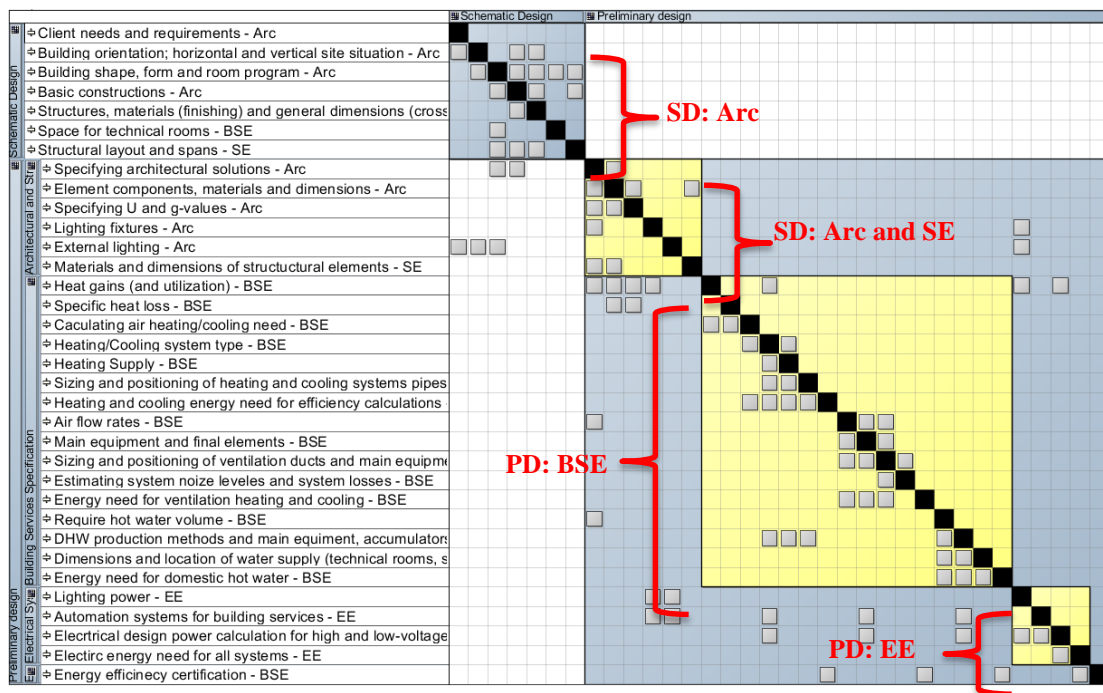 Schematic Design
Preliminary design
Schematic Design
Client needs and requirements - Arc
Building orientation; horizontal and vertical site situation - Arc
Building shape, form and room program - Arc
Basic constructions - Arc
Structures, materials (finishing) and general dimensions (cross
Space for technical rooms - BSE
Structural layout and spans - SE
SD: Arc
Preliminary design
Architectural and Str
Specifying architectural solutions - Arc
Element components, materials and dimensions - Arc
Specifying U and g-values - Arc
Lighting fixtures - Arc
External lighting - Arc
Materials and dimensions of structuctural elements - SE
SD: Arc and SE
Building Services Specification
Heat gains (and utilization) - BSE
Specific heat loss - BSE
Caculating air heating/cooling need - BSE
Heating/Cooling system type - BSE
Heating Supply - BSE
Sizing and positioning of heating and cooling systems pipes
Heating and cooling energy need for efficiency calculations
Air flow rates - BSE
Main equipment and final elements - BSE
Sizing and positioning of ventilation ducts and main equipme
Estimating system noize leveles and system losses - BSE
Energy need for ventilation heating and cooling - BSE
Require hot water volume - BSE
DHW production methods and main equiment, accumulators
Dimensions and location of water supply (technical rooms, s
Energy need for domestic hot water - BSE
PD: BSE
Electrical Sy
Lighting power - EE
Automation systems for building services - EE
Elecrtrical design power calculation for high and low-voltage
Electirc energy need for all systems - EE
PD: EE
E
Energy efficinecy certification - BSE